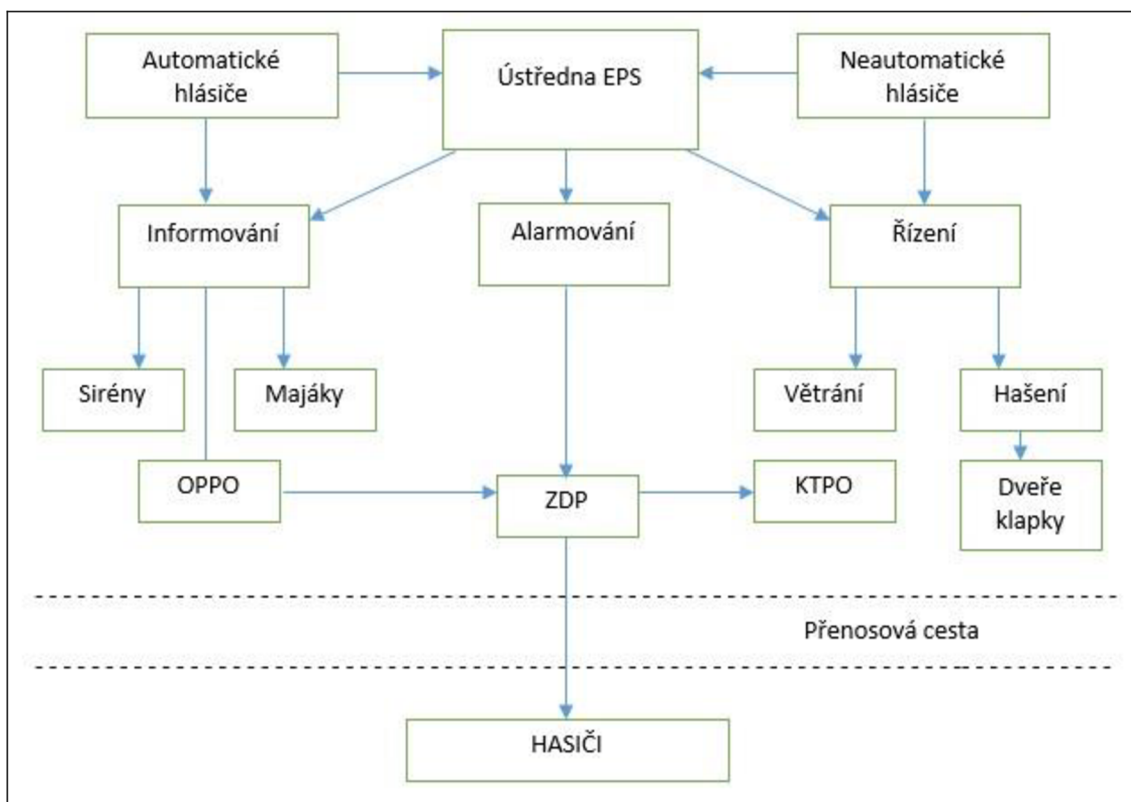 Automatické
hlásiče
Ústředna EPS
Neautomatické
hlásiče
Informování
Alarmování
Řízení
Sirény
Majáky
Větrání
Hašení
OPPO
ZDP
KTPO
Dveře
klapky
Přenosová cesta
HASIČI